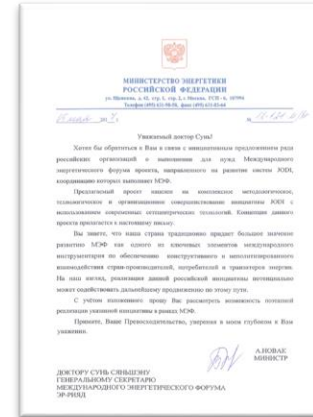 МИНИСТЕРСТВО ЭНЕРГЕТИКИ
РОССИЙСКОЙ ФЕДЕРАЦИИ
Уважаемый доктор Сунь!
Хотел бы обратиться к Вам в связи с инициативным предложением ряда
российских организаций о выполнении для нужд Международного
энергетического форума проекта, направленного на развитие систем JODI,
координацию которых выполняет МЭФ.
Предлагаемый проект нацелен на комплексное методологическое,
технологическое и организационное совершенствование инициативы JODI с
использованием современных технологий. Концепция данного
проекта прилагается к настоящему письму.
Вы знаете, что наша страна традиционно придает большое значение
развитию МЭФ как одного из ключевых элементов международного
инструментария по обеспечению конструктивного и неполитизированного
взаимодействия стран-производителей, потребителей и транзитеров энергии.
На наш взгляд, реализация данной российской инициативы потенциально
может содействовать дальнейшему продвижению по этому пути.
С учётом изложенного прошу Вас рассмотреть возможность потенциальной
реализации указанной инициативы в рамках МЭФ.
Примите, Ваше Превосходительство, уверения в моем глубоком к Вам
уважении.
А.НОВАК
МИНИСТР
ДОКТОРУ СУНЬ СЯНЬШЭНУ
ГЕНЕРАЛЬНОМУ СЕКРЕТАРЮ
МЕЖДУНАРОДНОГО ЭНЕРГЕТИЧЕСКОГО ФОРУМА
ЭР-РИЯД